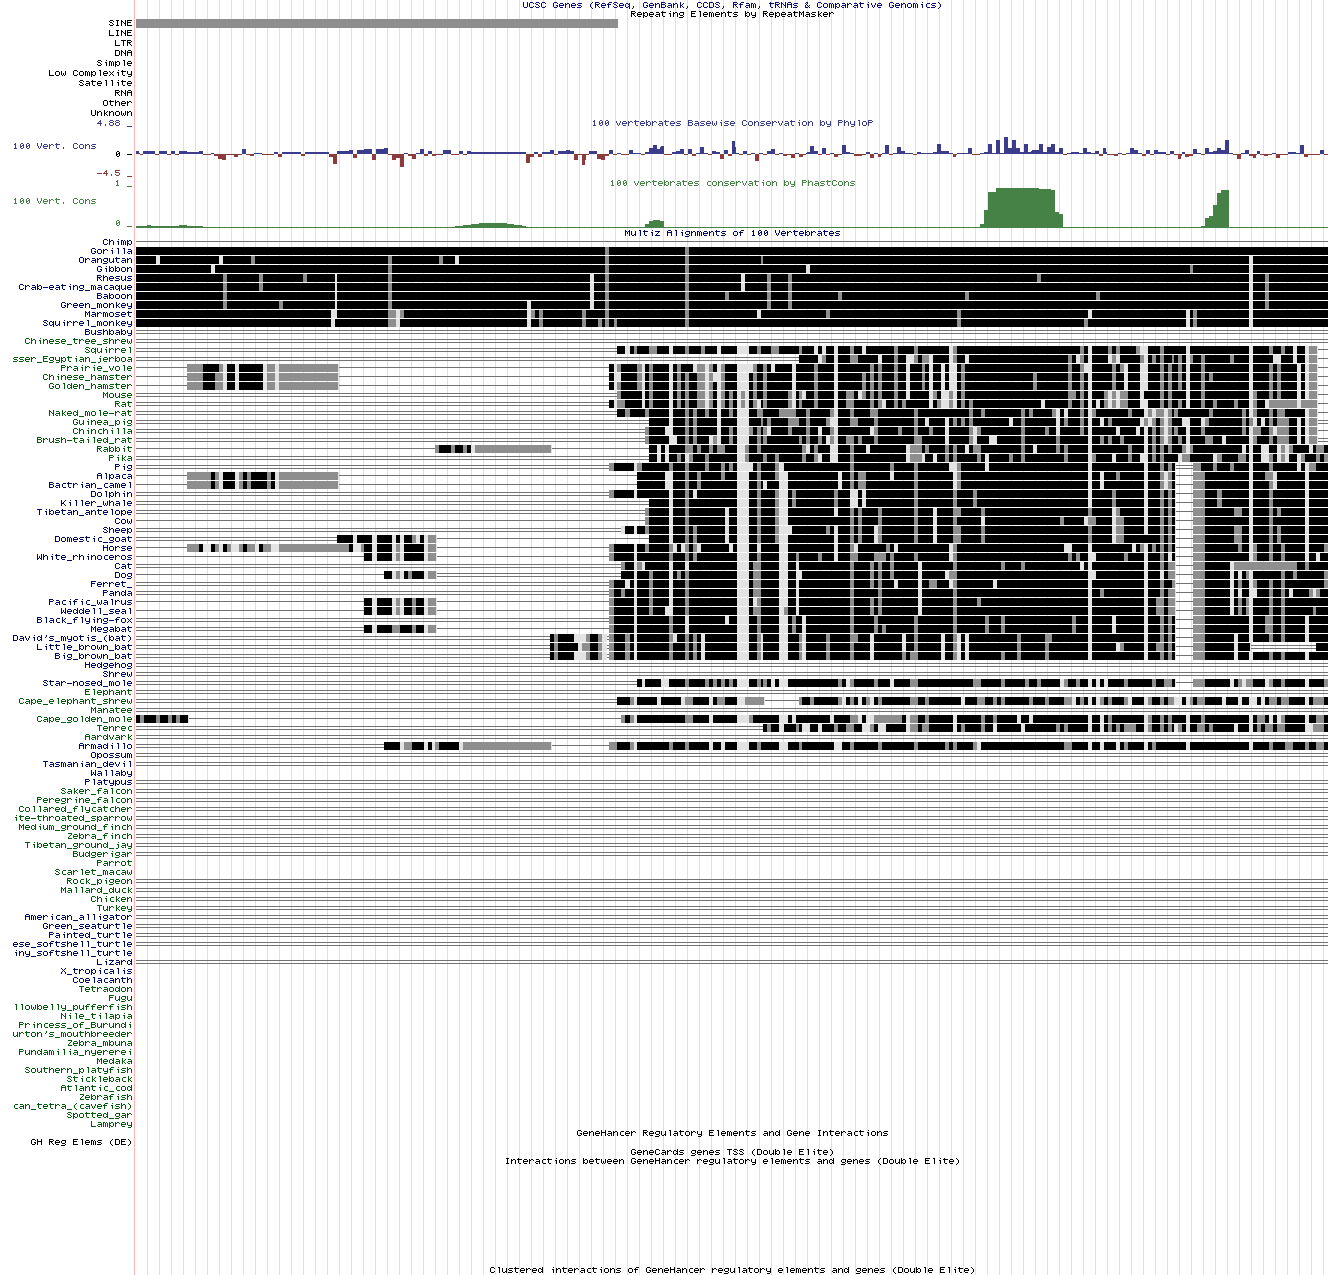 UCSC Genes (RefSeq, GenBank, CCDS, Rfam, tRNAs & Comparative Genomics)
Repeating Elements by RepeatMasker
SINE
LINE
LTR
DNA
Simple
Low Complexity
Satellite
RNA
Other
Unknown
4.88 _
100 vertebrates Basewise Conservation by PhyloP
100 Vert. Cons
0 _
-4.5 _
1 _
100 vertebrates conservation by PhastCons
100 Vert. Cons
0 _
Multiz Alignments of 100 Vertebrates
Chimp
Gorilla
Orangutan
Gibbon
Rhesus
Crab-eating_macaque
Baboon
Green_monkey
Marmoset
Squirrel_monkey
Bushbaby
Chinese_tree_shrew
Squirrel
sser_Egyptian_jerboa
Prairie_vole
Chinese_hamster
Golden_hamster
Mouse
Rat
Naked_mole-rat
Guinea_pig
Chinchilla
Brush-tailed_rat
Rabbit
Pika
Pig
Alpaca
Bactrian_camel
Dolphin
Killer_whale
Tibetan_antelope
Cow
Sheep
Domestic_goat
Horse
White_rhinoceros
Cat
Dog
Ferret_
Panda
Pacific_walrus
Weddell_seal
Black_flying-fox
Megabat
David's_myotis_(bat)
Little_brown_bat
Big_brown_bat
Hedgehog
Shrew
Star-nosed_mole
Elephant
Cape_elephant_shrew
Manatee
Cape_golden_mole
Tenrec
Aardvark
Armadillo
Opossum
Tasmanian_devil
Wallaby
Platypus
Saker_falcon
Peregrine_falcon
Collared_flycatcher
ite-throated_sparrow
Medium_ground_finch
Zebra_finch
Tibetan_ground_jay
Budgerigar
Parrot
Scarlet_macaw
Rock_pigeon
Mallard_duck
Chicken
Turkey
American_alligator
Green_seaturtle
Painted_turtle
ese_softshell_turtle
iny_softshell_turtle
Lizard
X_tropicalis
Coelacanth
Tetraodon
Fugu
llowbelly_pufferfish
Nile_tilapia
Princess_of_Burundi
urton's_mouthbreeder
Zebra_mbuna
Pundamilia_nyererei
Medaka
Southern_platyfish
Stickleback
Atlantic_cod
Zebrafish
can_tetra_(cavefish)
Spotted_gar
Lamprey
GeneHancer Regulatory Elements and Gene Interactions
GH Reg Elems (DE)
GeneCards genes TSS (Double Elite)
Interactions between GeneHancer regulatory elements and genes (Double Elite)
Clustered interactions of GeneHancer regulatory elements and genes (Double Elite)